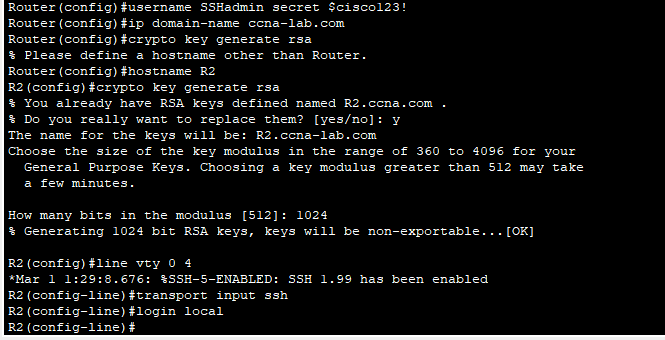 Router(config)#username SSHadmin secret $cisco123!
Router(config)#ip domain-name ccna-lab.com
Router(config)#crypto key generate rsa
% Please define a hostname other than Router.
Router(config)#hostname R2
R2(config)#crypto key generate rsa
% You already have RSA keys defined named R2.ccna.com .
% Do you really want to replace them? [yes/no]: y
The name for the keys will be: R2.ccna-lab.com
Choose the size of the key modulus in the range of 360 to 4096 for your
  General Purpose Keys. Choosing a key modulus greater than 512 may take
  a few minutes.

How many bits in the modulus [512]: 1024
% Generating 1024 bit RSA keys, keys will be non-exportable...[OK]

R2(config)#line vty 0 4
*Mar 1 1:29:8.676: %SSH-5-ENABLED: SSH 1.99 has been enabled
R2(config-line)#transport input ssh
R2(config-line)#login local
R2(config-line)#